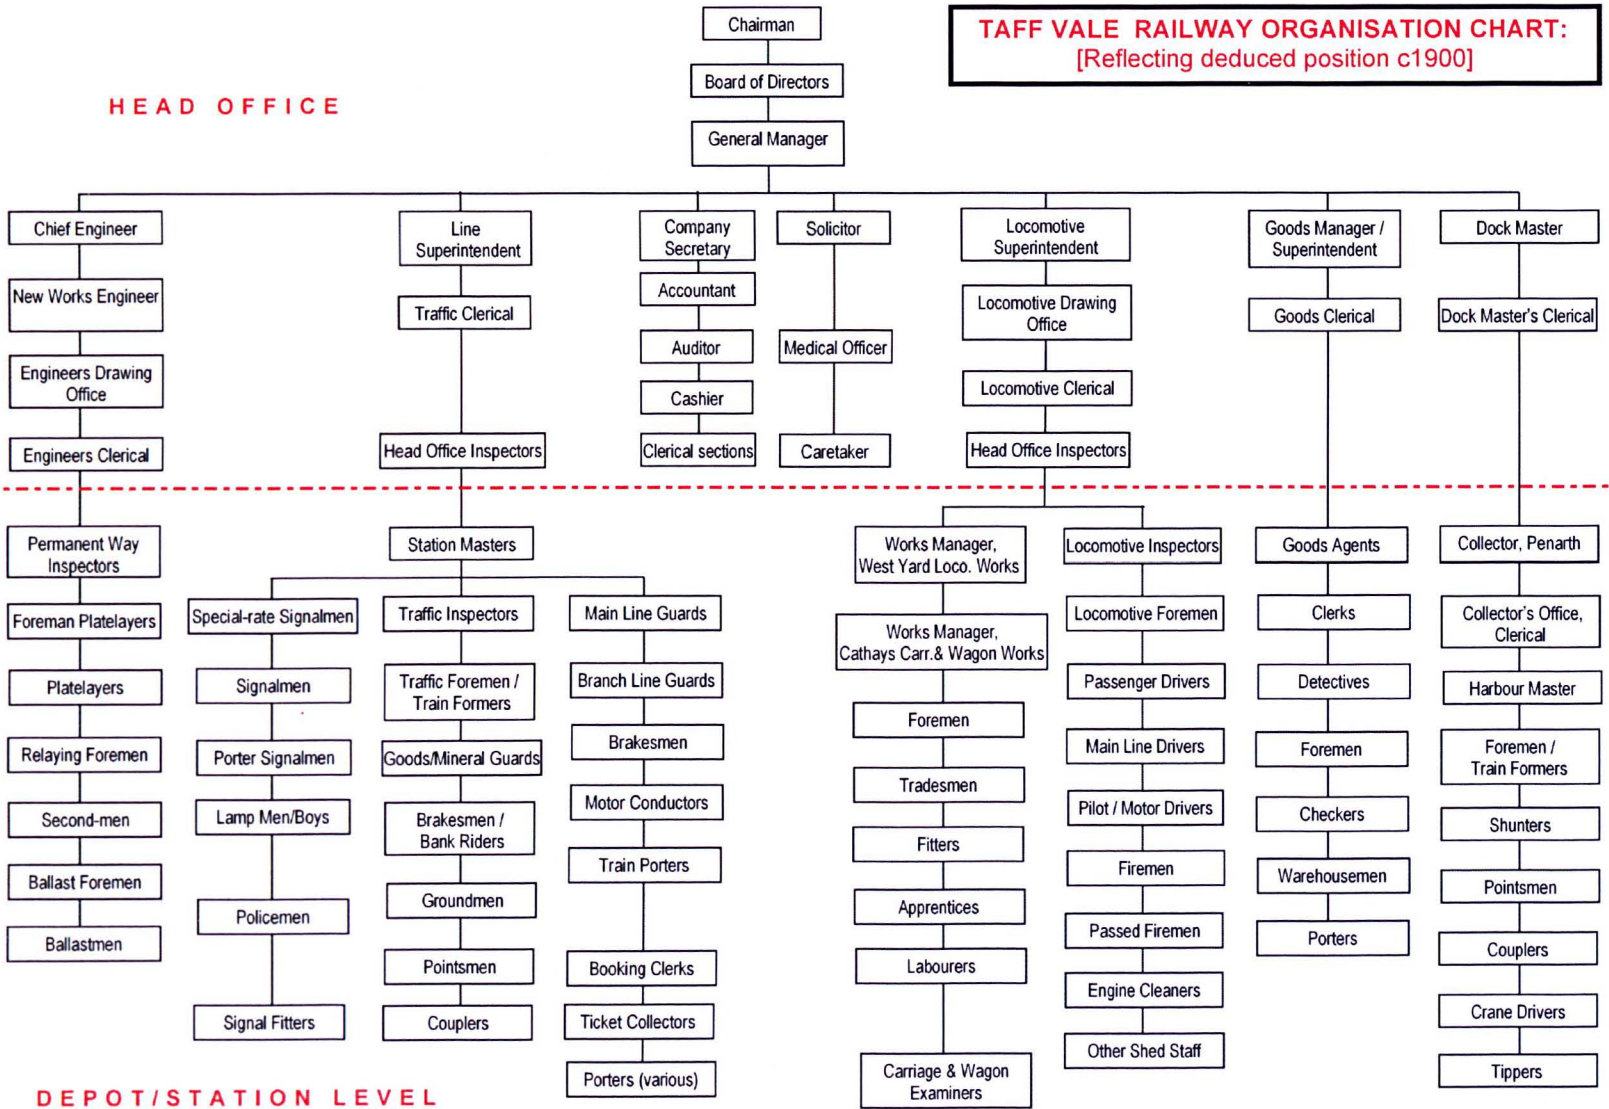 TAFF VALE RAILWAY ORGANISATION CHART:
[Reflecting deduced position c1900]
HEAD OFFICE
Chairman
Board of Directors
General Manager
Chief Engineer
New Works Engineer
Engineers Drawing
Office
Engineers Clerical
Line
Superintendent
Traffic Clerical
Head Office Inspectors
Company
Secretary
Accountant
Auditor
Cashier
Clerical sections
Solicitor
Medical Officer
Caretaker
Locomotive
Superintendent
Locomotive Drawing
Office
Locomotive Clerical
Head Office Inspectors
Goods Manager /
Superintendent
Goods Clerical
Dock Master
Dock Master's Clerical
Permanent Way
Inspectors
Foreman Platelayers
Platelayers
Relaying Foremen
Second-men
Ballast Foremen
Ballastmen
Station Masters
Special-rate Signalmen
Signalmen
Porter Signalmen
Lamp Men/Boys
Policemen
Signal Fitters
Traffic Inspectors
Traffic Foremen /
Train Formers
Goods/Mineral Guards
Brakesmen /
Bank Riders
Groundmen
Pointsmen
Couplers
Main Line Guards
Branch Line Guards
Brakesmen
Motor Conductors
Train Porters
Booking Clerks
Ticket Collectors
Porters (various)
Works Manager,
West Yard Loco. Works
Works Manager,
Cathays Carr.& Wagon Works
Foremen
Tradesmen
Fitters
Apprentices
Labourers
Carriage & Wagon
Examiners
Locomotive Inspectors
Locomotive Foremen
Passenger Drivers
Main Line Drivers
Pilot / Motor Drivers
Firemen
Passed Firemen
Engine Cleaners
Other Shed Staff
Goods Agents
Clerks
Detectives
Foremen
Checkers
Warehousemen
Porters
Collector, Penarth
Collector's Office,
Clerical
Harbour Master
Foremen /
Train Formers
Shunters
Pointsmen
Couplers
Crane Drivers
Tippers
DEPOT/STATION LEVEL